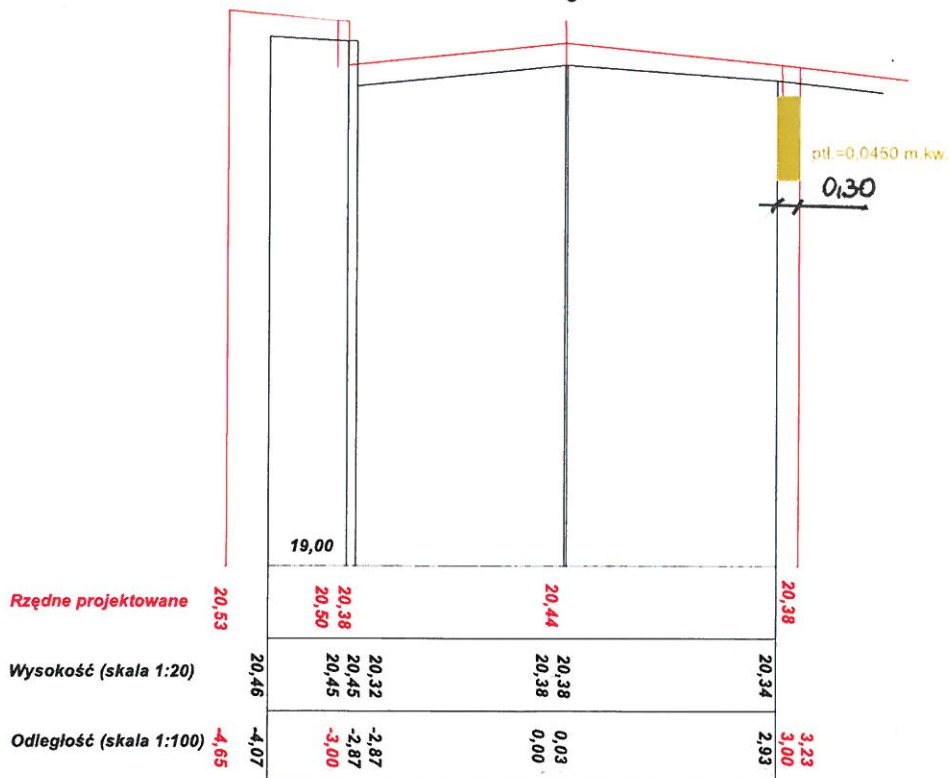 ptł.=0,0450 m.kw.
0,30
19,00
Rzędne projektowane 20,53 20,50 20,38 20,44 20,38
Wysokość (skala 1:20) 20,46 20,45 20,45 20,32 20,38 20,38 20,34
Odległość (skala 1:100) -4,65 -4,07 -3,00 -2,87 -2,87 0,00 0,03 2,93 3,00 3,23